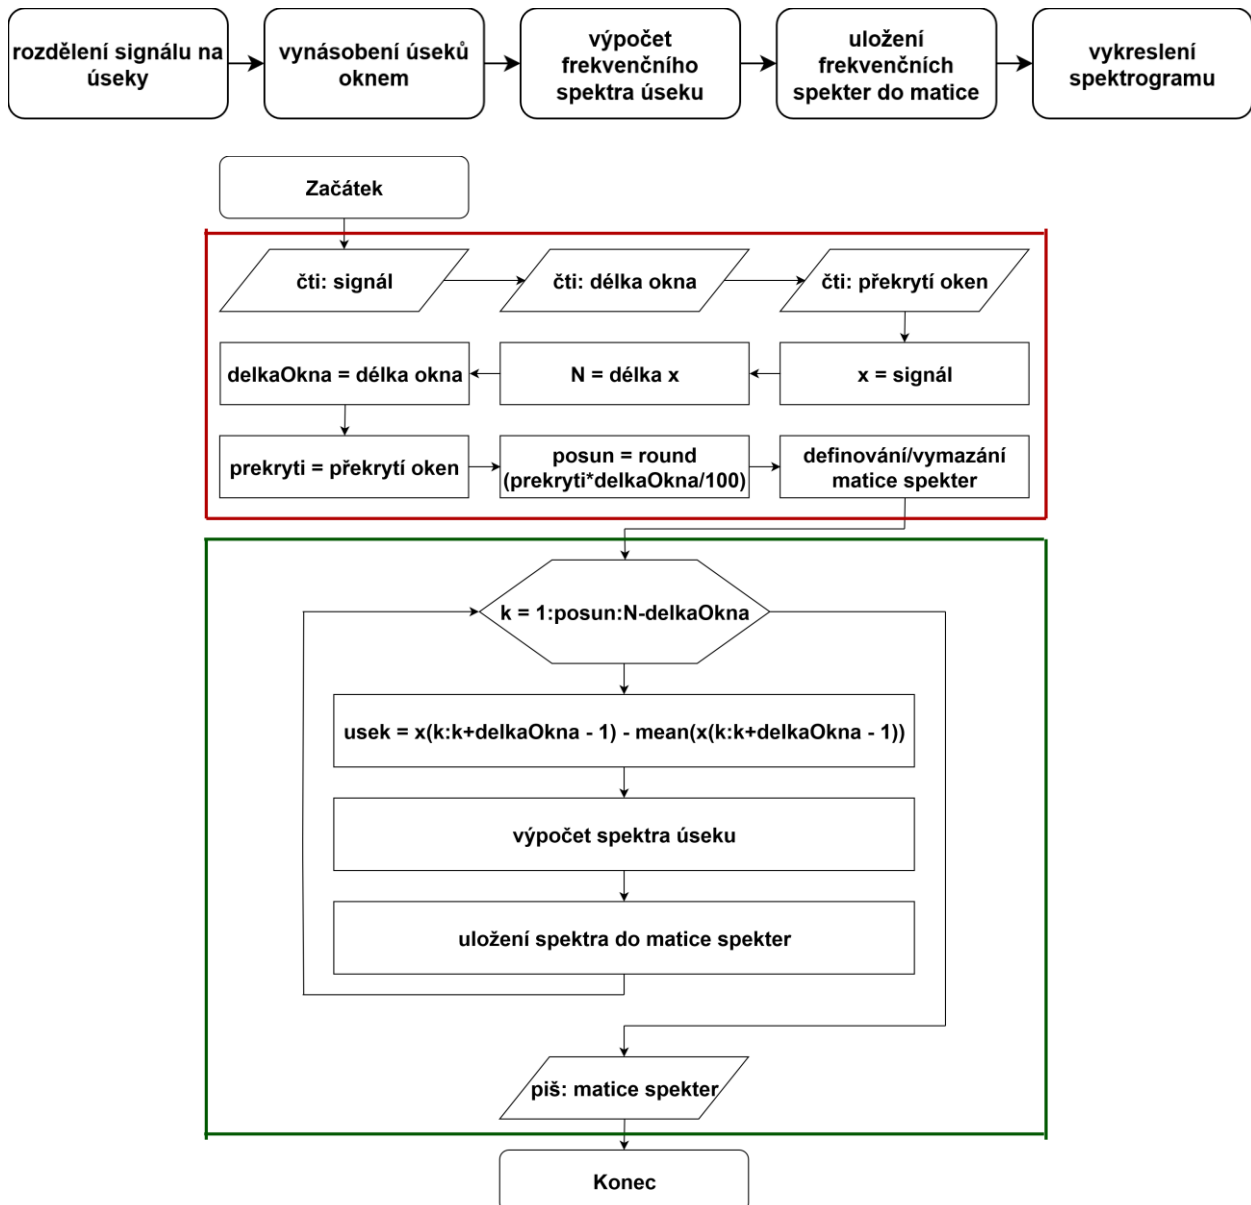 rozdělení signálu na
úseky
vynásobení úseků
oknem
výpočet
frekvenčního
spektra úseku
uložení
frekvenčních
spekter do matice
vykreslení
spektrogramu
Začátek
čti: signál
čti: délka okna
čti: překrytí oken
delkaOkna = délka okna
N = délka x
x = signál
prekryti = překrytí oken
posun = round
(prekryti*delkaOkna/100)
definování/vymazání
matice spekter
k = 1:posun:N-delkaOkna
usek = x(k:k+delkaOkna - 1) - mean(x(k:k+delkaOkna - 1))
výpočet spektra úseku
uložení spektra do matice spekter
piš: matice spekter
Konec